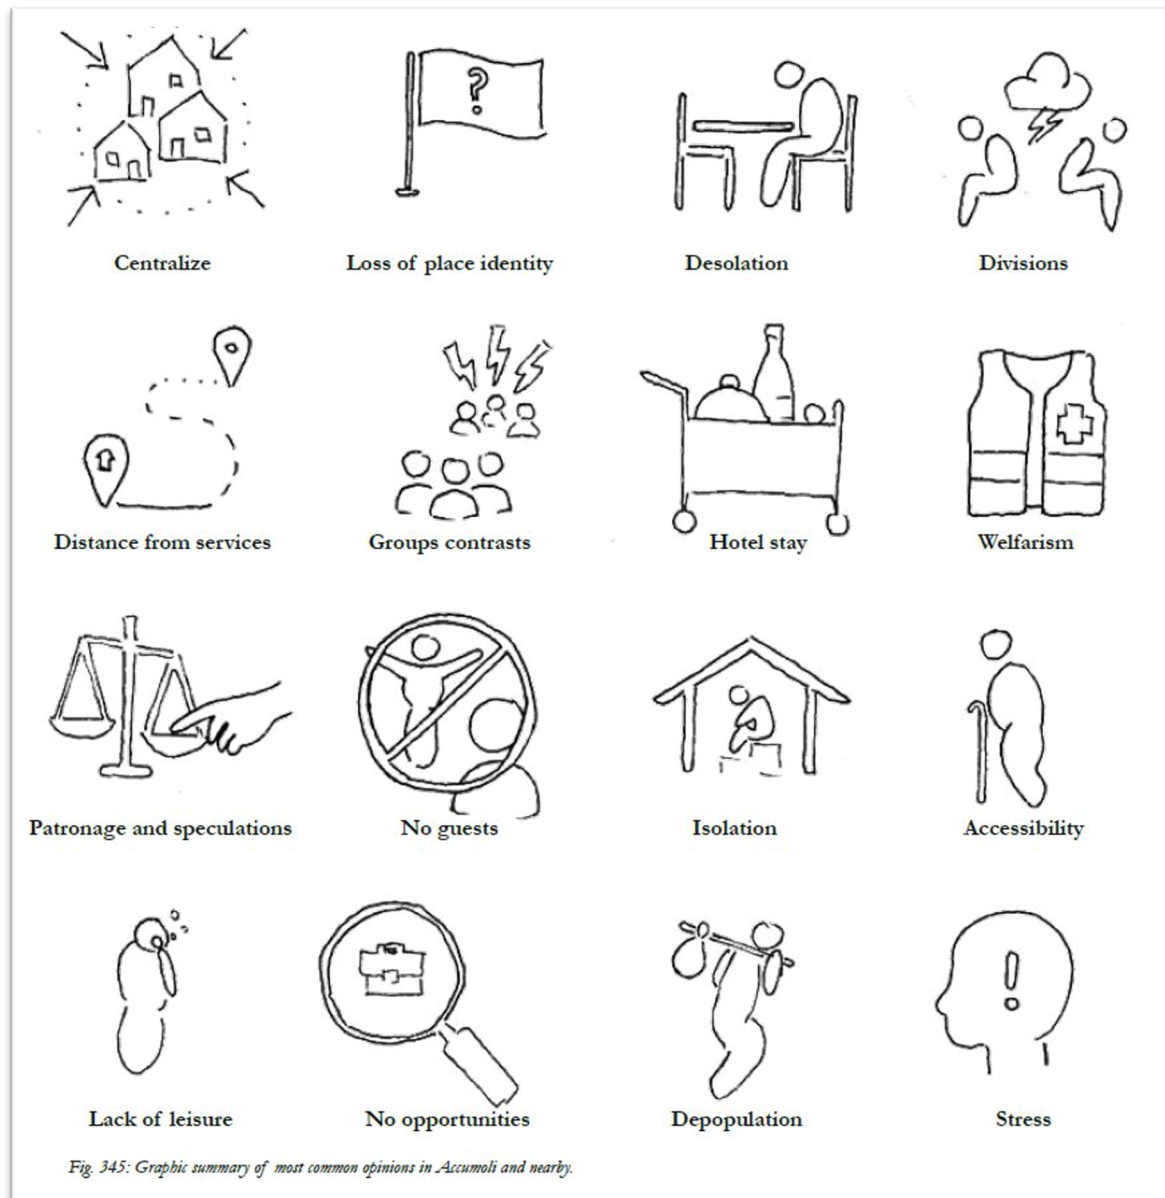 ?
Centralize
Loss of place identity
Desolation
Divisions
Distance from services
Groups contrasts
Hotel stay
Welfarism
Patronage and speculations
No guests
Isolation
Accessibility
!
Lack of leisure
No opportunities
Depopulation
Stress
Fig. 345: Graphic summary of most common opinions in Accumoli and nearby.